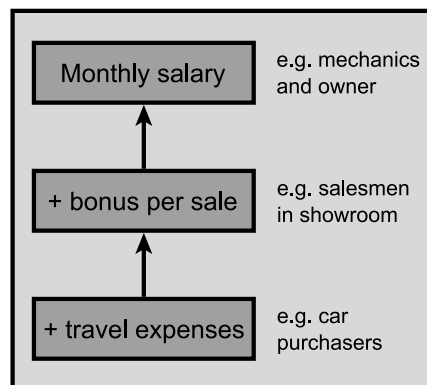 Monthly salary
e.g. mechanics
and owner
+ bonus per sale
e.g. salesmen
in showroom
+ travel expenses
e.g. car
purchasers